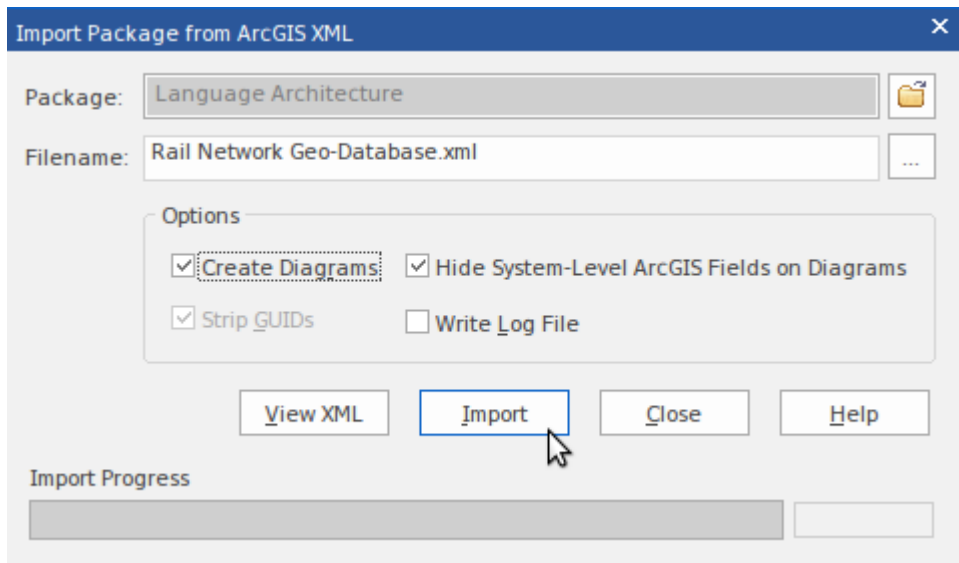 Import Package from ArcGIS XML
Package: Language Architecture
Filename: Rail Network Geo-Database.xml ...
Options
Create Diagrams Hide System-Level ArcGIS Fields on Diagrams
Strip GUIDs Write Log File
View XML Import Close Help
Import Progress